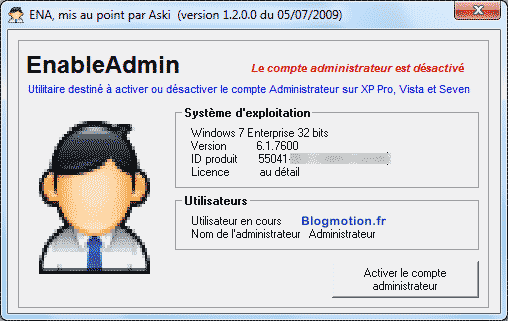 ENA, mis au point par Aski (version 1.2.0.0 du 05/07/2009)
EnableAdmin
Le compte administrateur est désactivé
Utilitaire destiné à activer ou désactiver le compte Administrateur sur XP Pro, Vista et Seven
Système d'exploitation
Windows 7 Enterprise 32 bits
Version 6.1.7600
ID produit 55041-
Licence au détail
Utilisateurs
Utilisateur en cours Blogmotion.fr
Nom de l'administrateur Administrateur
Activer le compte
administrateur